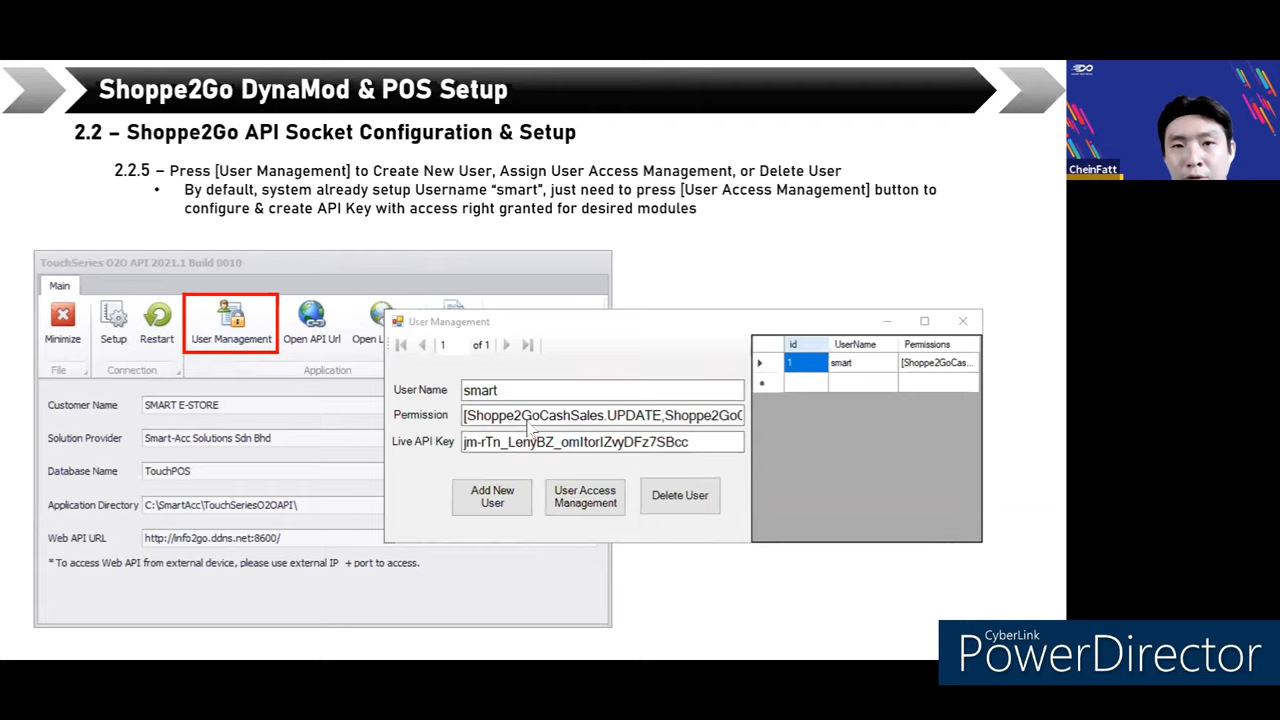 Shoppe2Go DynaMod & POS Setup
2.2 – Shoppe2Go API Socket Configuration & Setup
2.2.5 – Press [User Management] to Create New User, Assign User Access Management, or Delete User
• By default, system already setup Username “smart”, just need to press [User Access Management] button to
configure & create API Key with access right granted for desired modules
CheinFatt
TouchSeries O2O API 2021.1 Build 0010
Main
Minimize
Setup
Restart
User Management
Open API Url
Open L
File
Connection
Application
Customer Name
SMART E-STORE
Solution Provider
Smart-Acc Solutions Sdn Bhd
Database Name
TouchPOS
Application Directory
C:\SmartAcc\TouchSeriesO2OAPI\
Web API URL
http://info2go.ddns.net:8600/
* To access Web API from external device, please use external IP + port to access.
User Management
1 of 1
User Name
smart
Permission
[Shoppe2GoCashSales.UPDATE,Shoppe2Go
Live API Key
Add New
User
User Access
Management
Delete User
id UserName Permissions
1 smart [Shoppe2GoCas...
CyberLink
PowerDirector